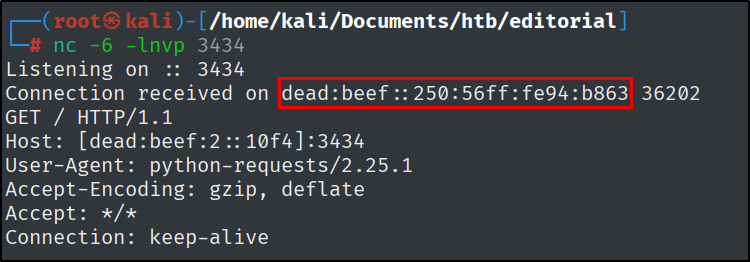 ┌──(root㉿kali)-[/home/kali/Documents/htb/editorial]
└─# nc -6 -lnvp 3434
Listening on :: 3434
Connection received on dead:beef::250:56ff:fe94:b863 36202
GET / HTTP/1.1
Host: [dead:beef:2::10f4]:3434
User-Agent: python-requests/2.25.1
Accept-Encoding: gzip, deflate
Accept: */*
Connection: keep-alive